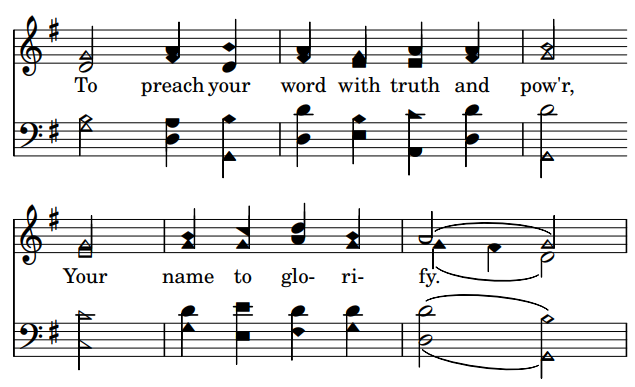 To preach your word with truth and pow'r,
Your name to glo- ri- fy.